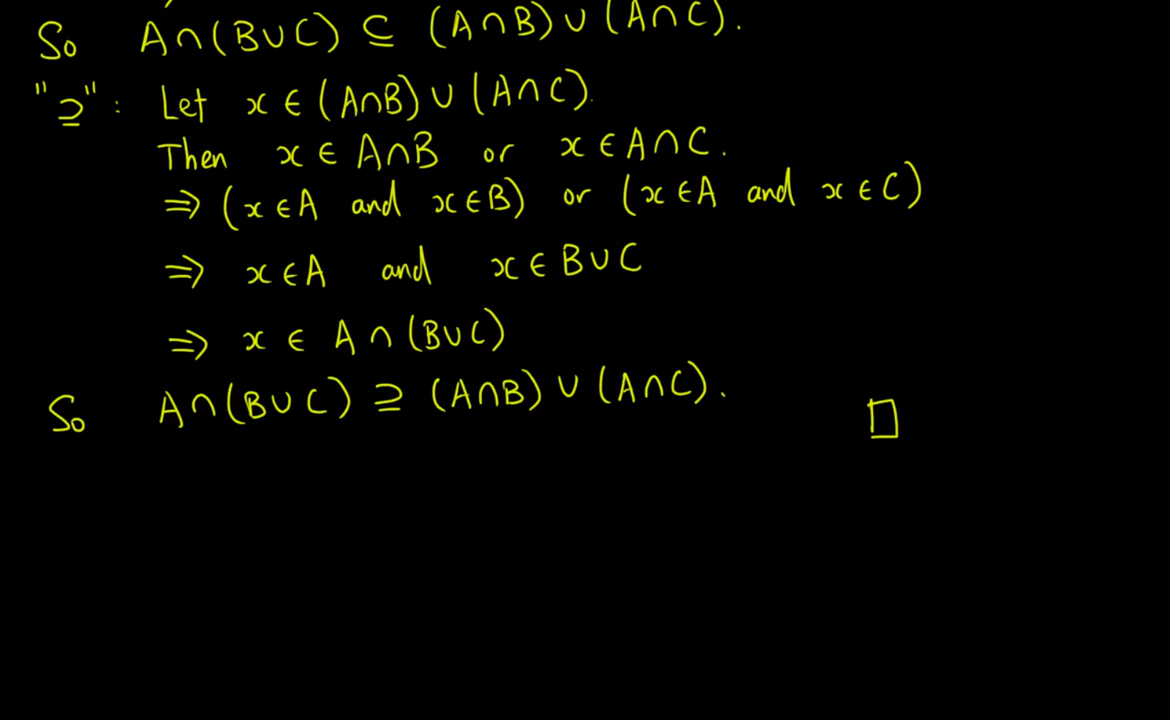 So A∩(B∪C) ⊆ (A∩B)∪(A∩C).
"⊇": Let x ∈ (A∩B) ∪ (A∩C).
Then x ∈ A∩B or x ∈ A∩C.
⇒ (x ∈ A and x ∈ B) or (x ∈ A and x ∈ C)
⇒ x ∈ A and x ∈ B∪C
⇒ x ∈ A ∩ (B∪C)
So A∩(B∪C) ⊇ (A∩B) ∪ (A∩C). □